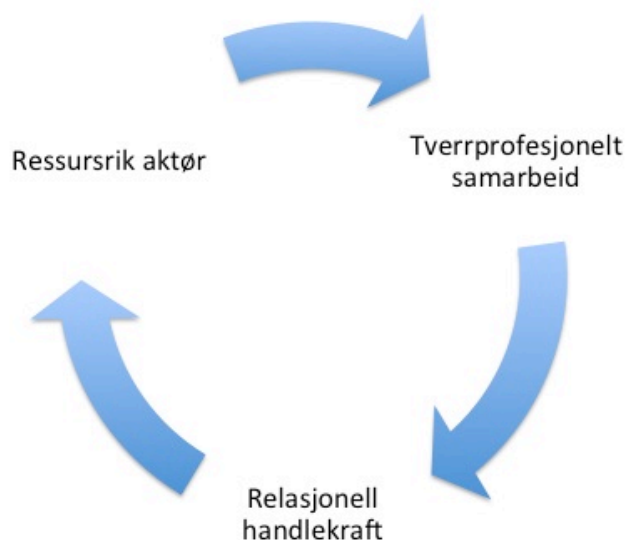 Ressursrik aktør
Tverrprofesjonelt
samarbeid
Relasjonell
handlekraft